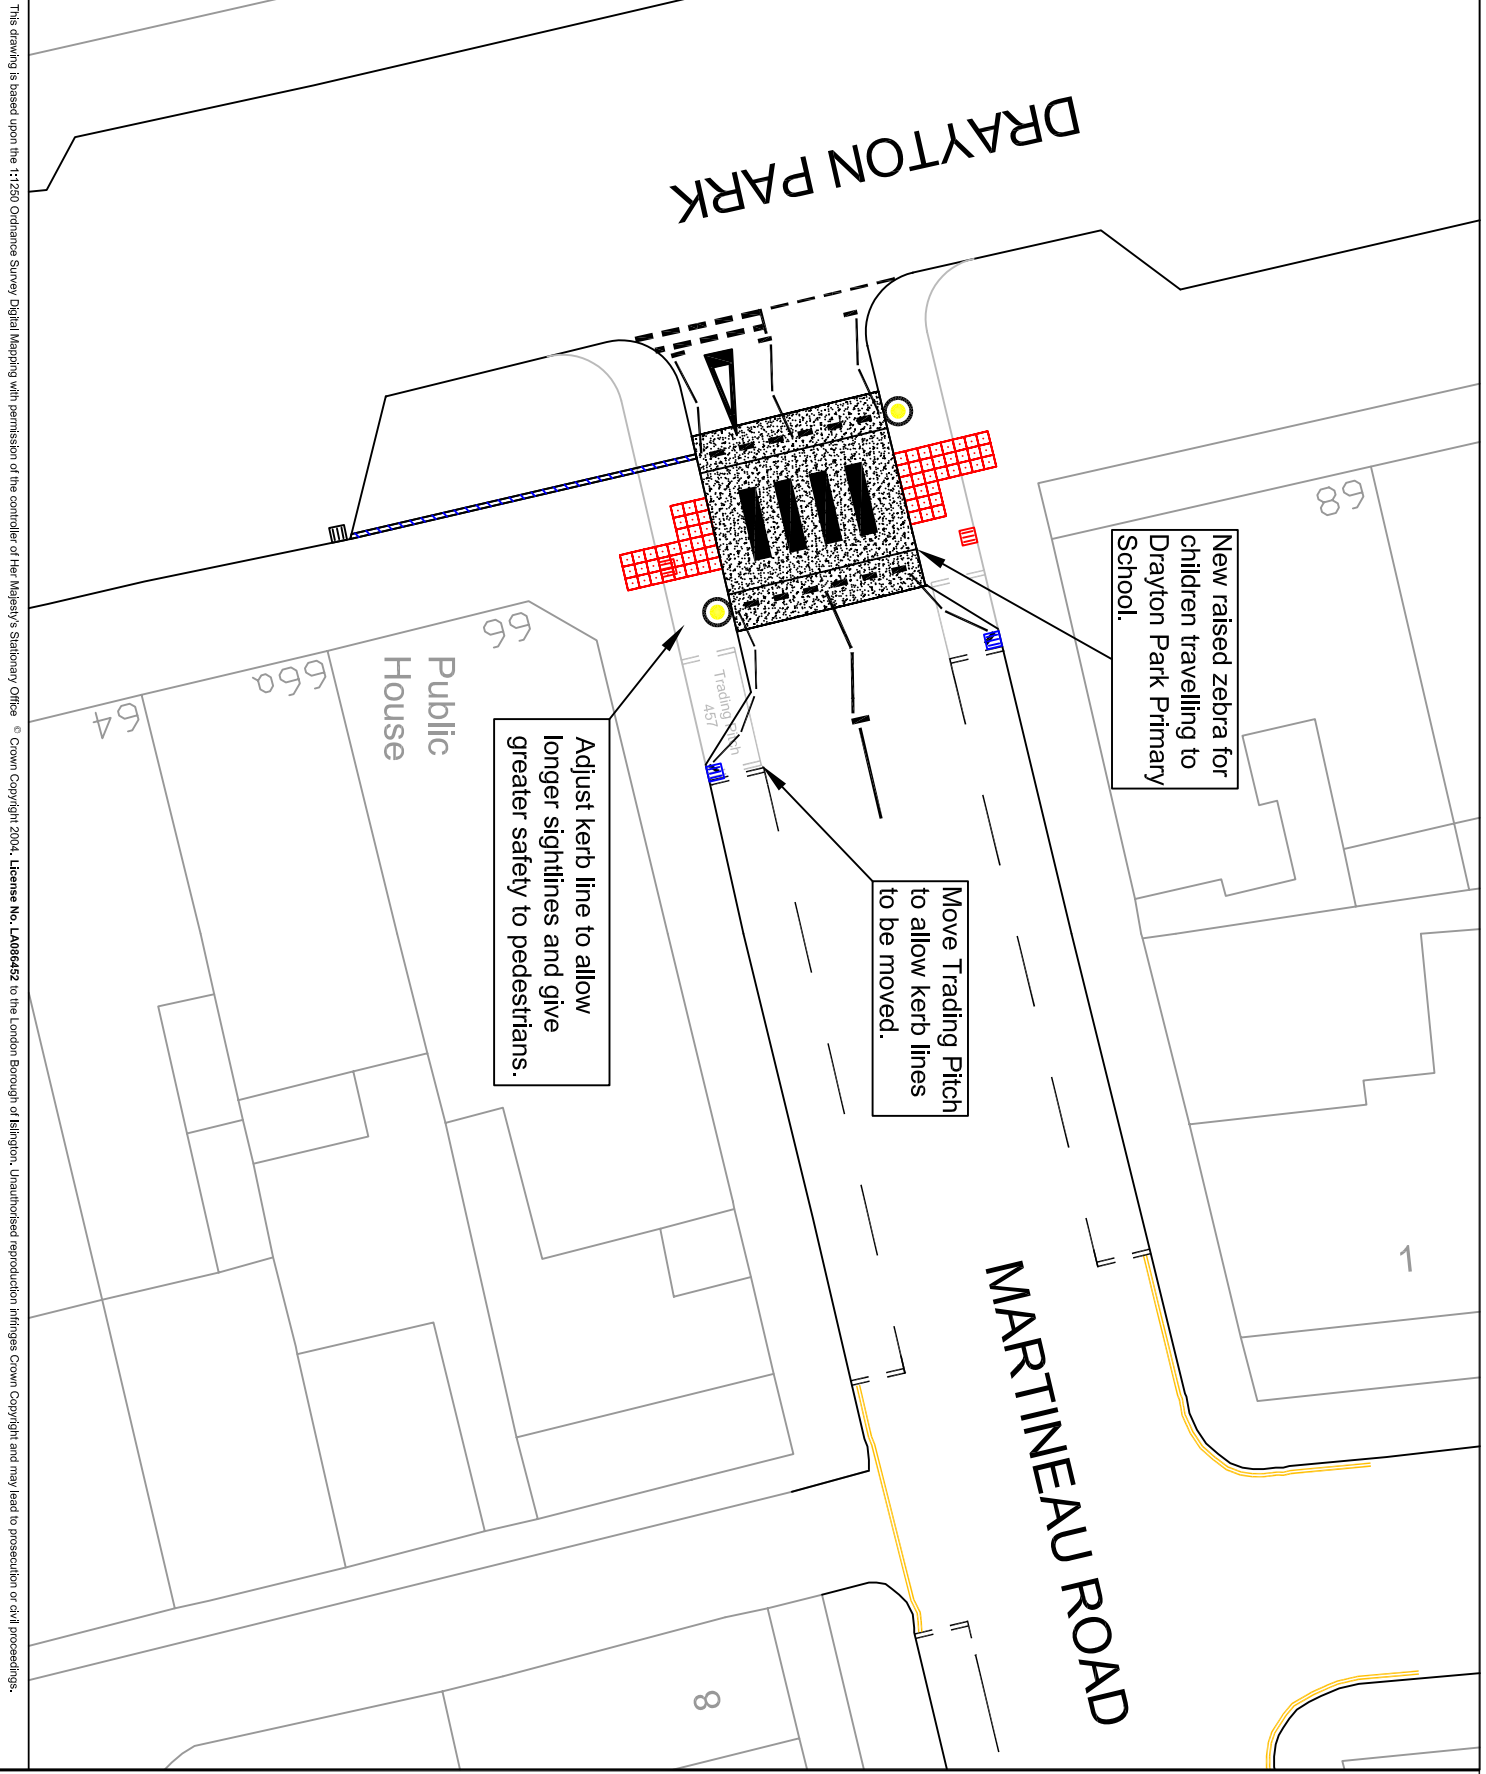 DRAYTON PARK
New raised zebra for
children travelling to
Drayton Park Primary
School.
68
Move Trading Pitch
to allow kerb lines
to be moved.
Trading Pitch
457
Adjust kerb line to allow
longer sightlines and give
greater safety to pedestrians.
66
Public
House
66a
64
1
MARTINEAU ROAD
8
This drawing is based upon the 1:1250 Ordnance Survey Digital Mapping with permission of the controller of Her Majesty's Stationary Office © Crown Copyright 2004. License No. LA086452 to the London Borough of Islington. Unauthorised reproduction infringes Crown Copyright and may lead to prosecution or civil proceedings.